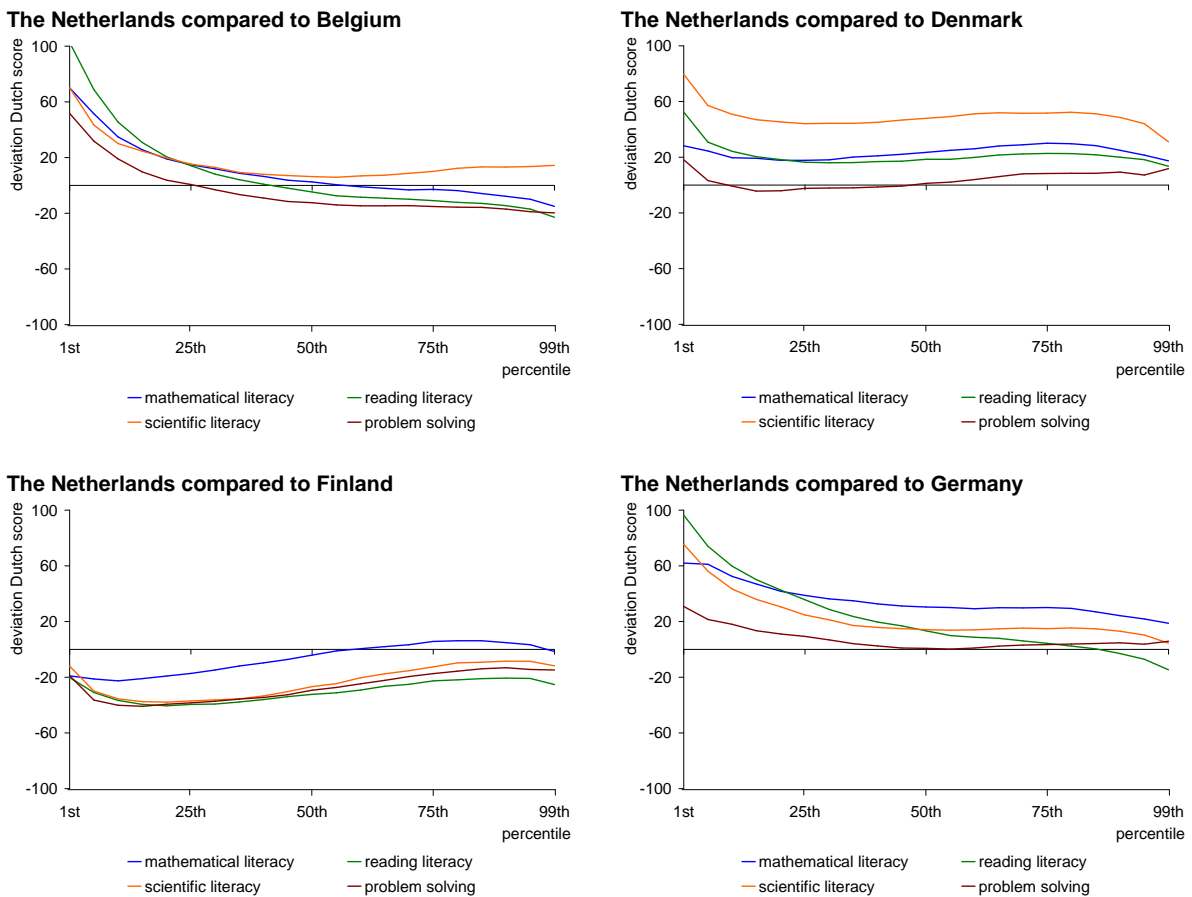 The Netherlands compared to Belgium
deviation Dutch score
100
60
20
-20
-60
-100
1st 25th 50th 75th 99th
percentile
mathematical literacy reading literacy
scientific literacy problem solving
The Netherlands compared to Denmark
deviation Dutch score
100
60
20
-20
-60
-100
1st 25th 50th 75th 99th
percentile
mathematical literacy reading literacy
scientific literacy problem solving
The Netherlands compared to Finland
deviation Dutch score
100
60
20
-20
-60
-100
1st 25th 50th 75th 99th
percentile
mathematical literacy reading literacy
scientific literacy problem solving
The Netherlands compared to Germany
deviation Dutch score
100
60
20
-20
-60
-100
1st 25th 50th 75th 99th
percentile
mathematical literacy reading literacy
scientific literacy problem solving